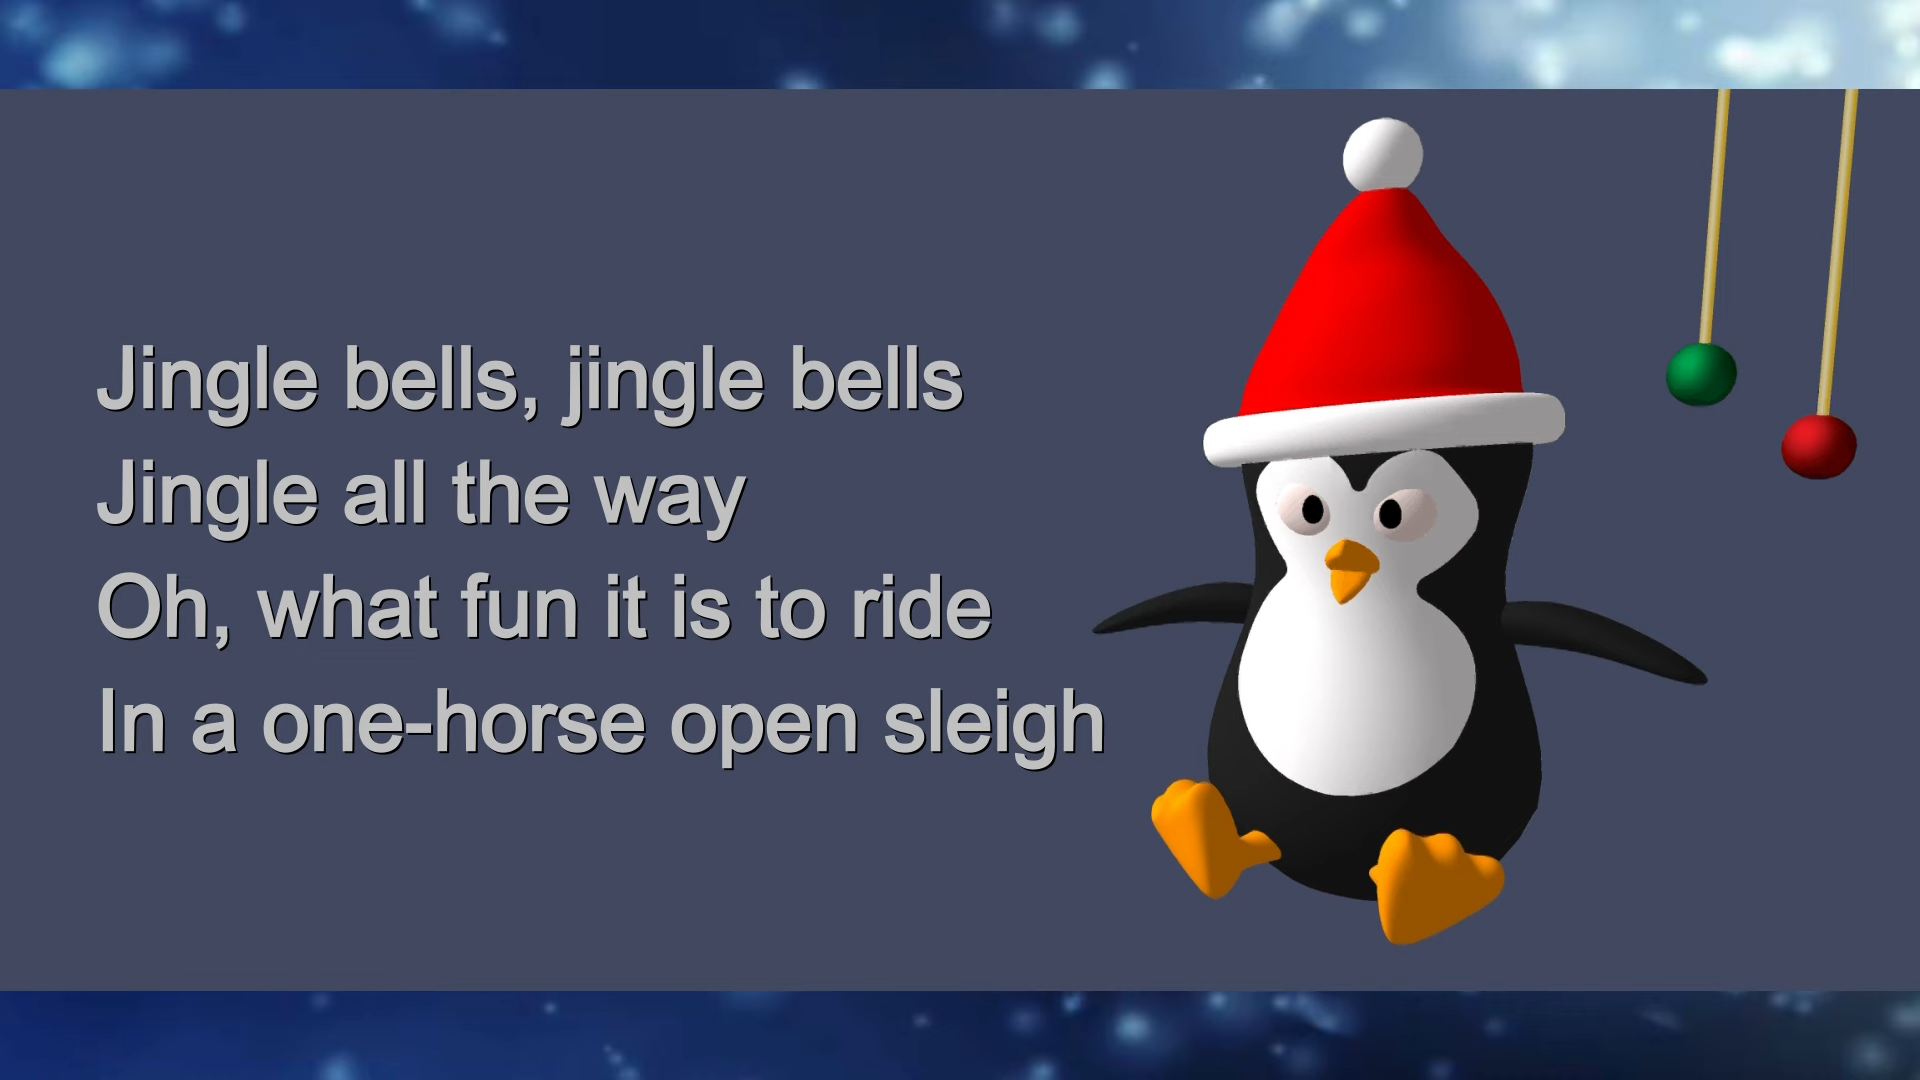 Jingle bells, jingle bells
Jingle all the way
Oh, what fun it is to ride
In a one-horse open sleigh